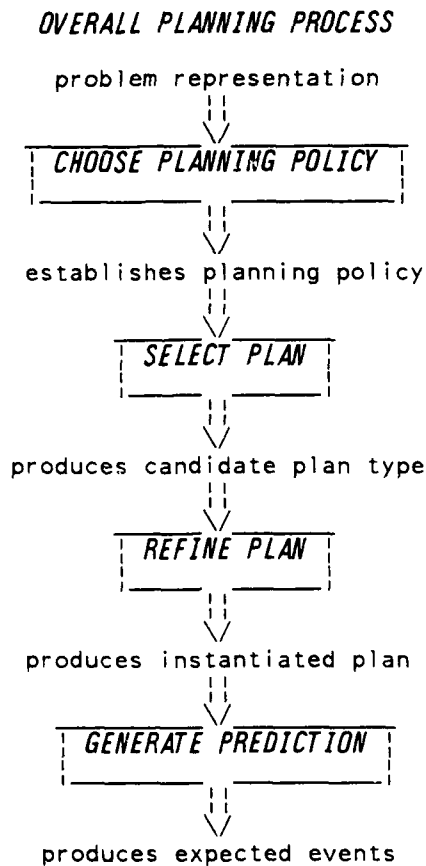 OVERALL PLANNING PROCESS
problem representation
CHOOSE PLANNING POLICY
establishes planning policy
SELECT PLAN
produces candidate plan type
REFINE PLAN
produces instantiated plan
GENERATE PREDICTION
produces expected events